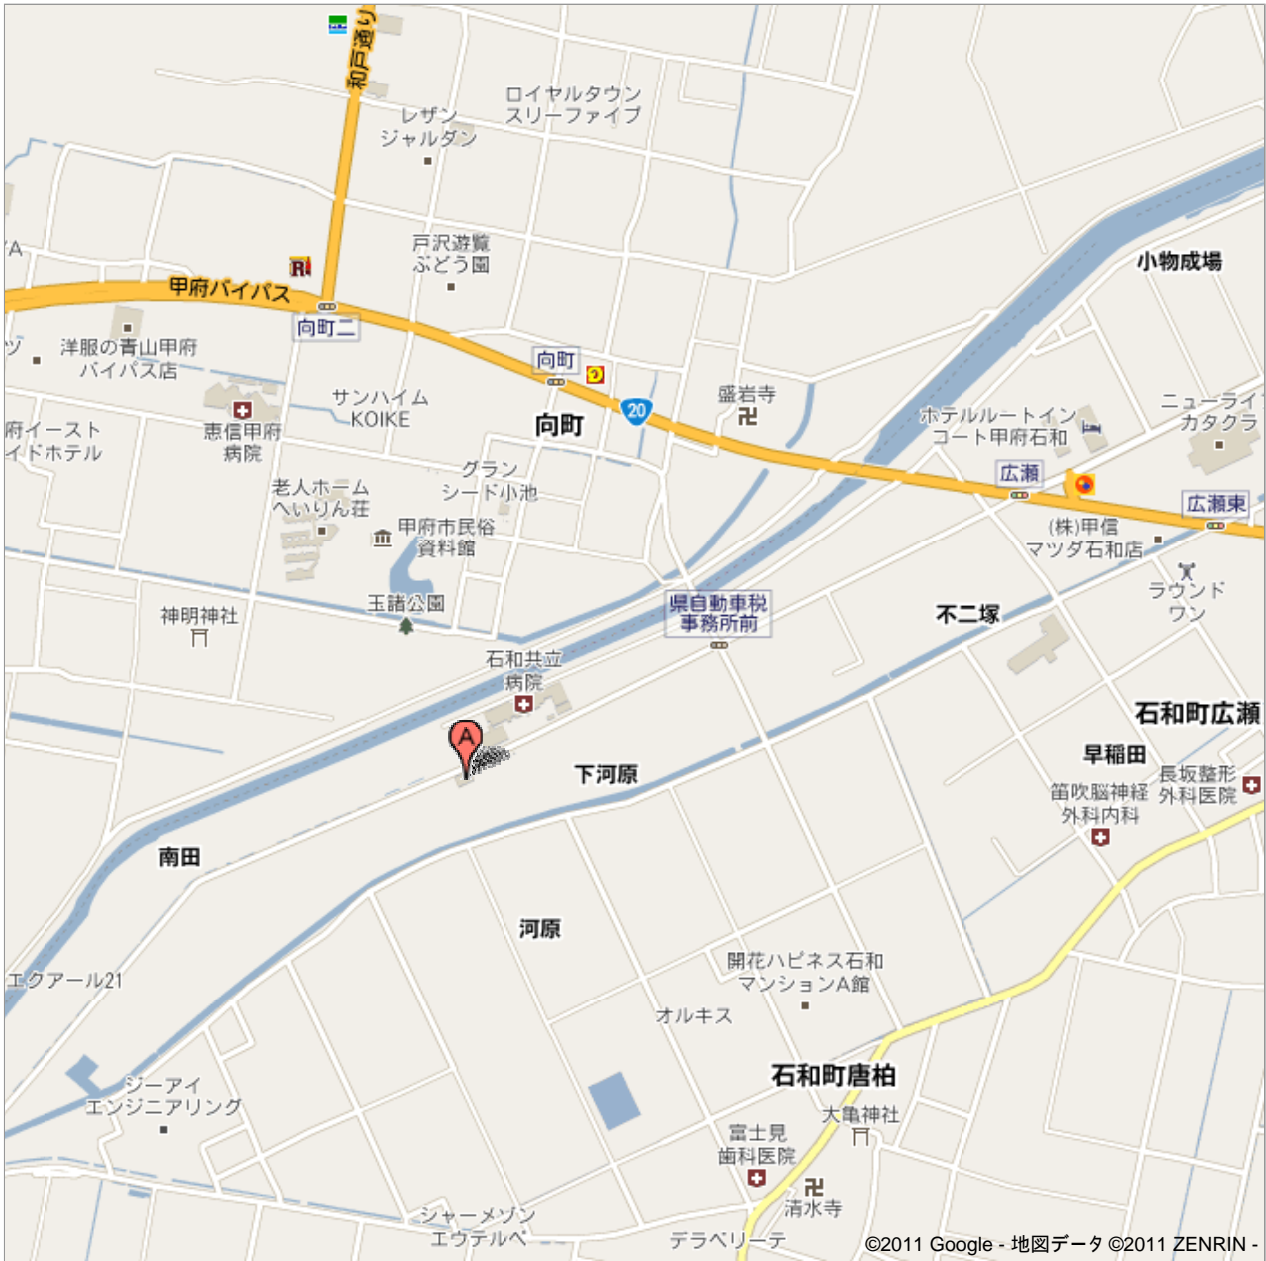 和戸通り
ロイヤルタウン
スリーファイブ
レザン
ジャルダン
戸沢遊覧
ぶどう園
小物成場
甲府バイパス
向町二
洋服の青山甲府
バイパス店
ツ
向町
盛岩寺
サンハイム
KOIKE
20
向町
ホテルルートイン
コート甲府石和
ニューライフ
カタクラ
府イースト
イドホテル
恵信甲府
病院
グラン
シード小池
広瀬
広瀬東
老人ホーム
へいりん荘
甲府市民俗
資料館
(株)甲信
マツダ石和店
ラウンド
ワン
玉諸公園
神明神社
県自動車税
事務所前
不二塚
石和共立
病院
石和町広瀬
A
下河原
早稲田
長坂整形
外科医院
笛吹脳神経
外科内科
南田
河原
エクアール21
開花ハピネス石和
マンションA館
オルキス
石和町唐柏
ジーアイ
エンジニアリング
大亀神社
富士見
歯科医院
清水寺
シャーメゾン
エウテルペ
デラベリーテ
©2011 Google - 地図データ ©2011 ZENRIN -